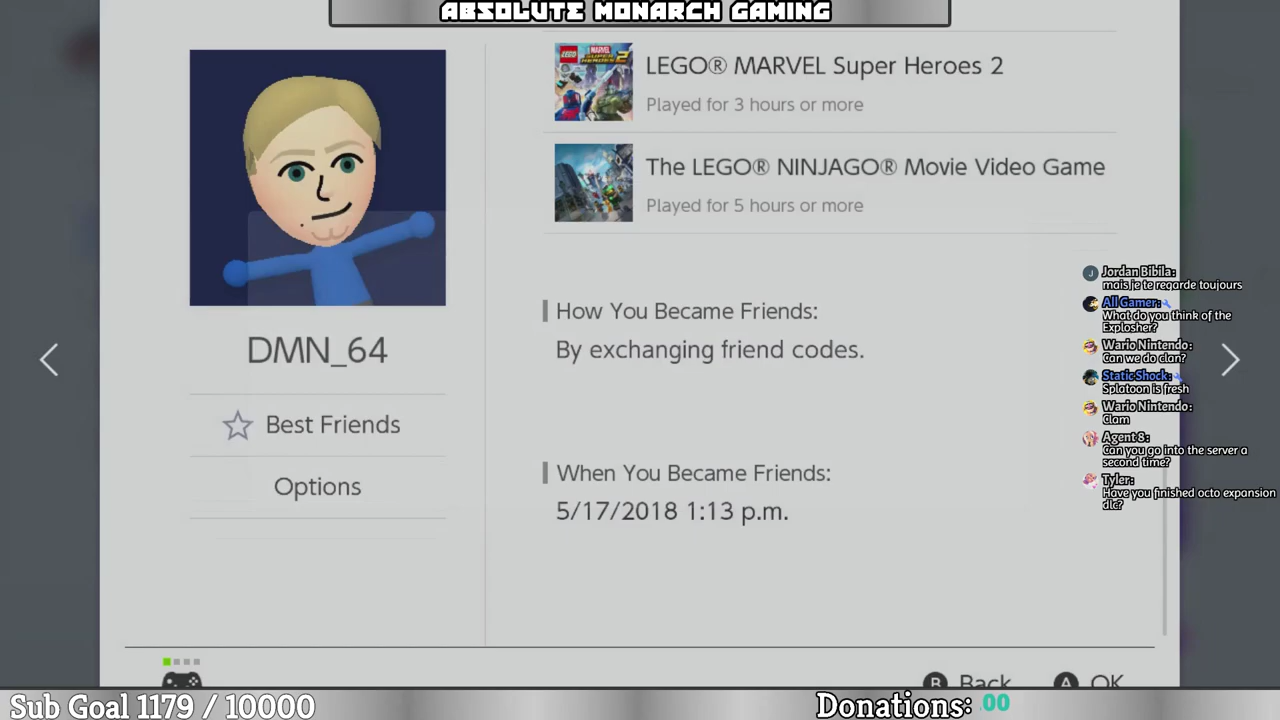 ABSOLUTE MONARCH GAMING
LEGO® MARVEL Super Heroes 2
Played for 3 hours or more
The LEGO® NINJAGO® Movie Video Game
Played for 5 hours or more
How You Became Friends:
By exchanging friend codes.
When You Became Friends:
5/17/2018 1:13 p.m.
DMN_64
Best Friends
Options
Jordan Bibila:
mais je te regarde toujours
All Gamer:
What do you think of the
Explosher?
Wario Nintendo:
Can we do clan?
Static Shock:
Splatoon is fresh
Wario Nintendo:
Clam
Agent 8:
Can you go into the server a
second time?
Tyler:
Have you finished octo expansion
dlc?
B Back
A OK
Sub Goal 1179 / 10000
Donations: .00